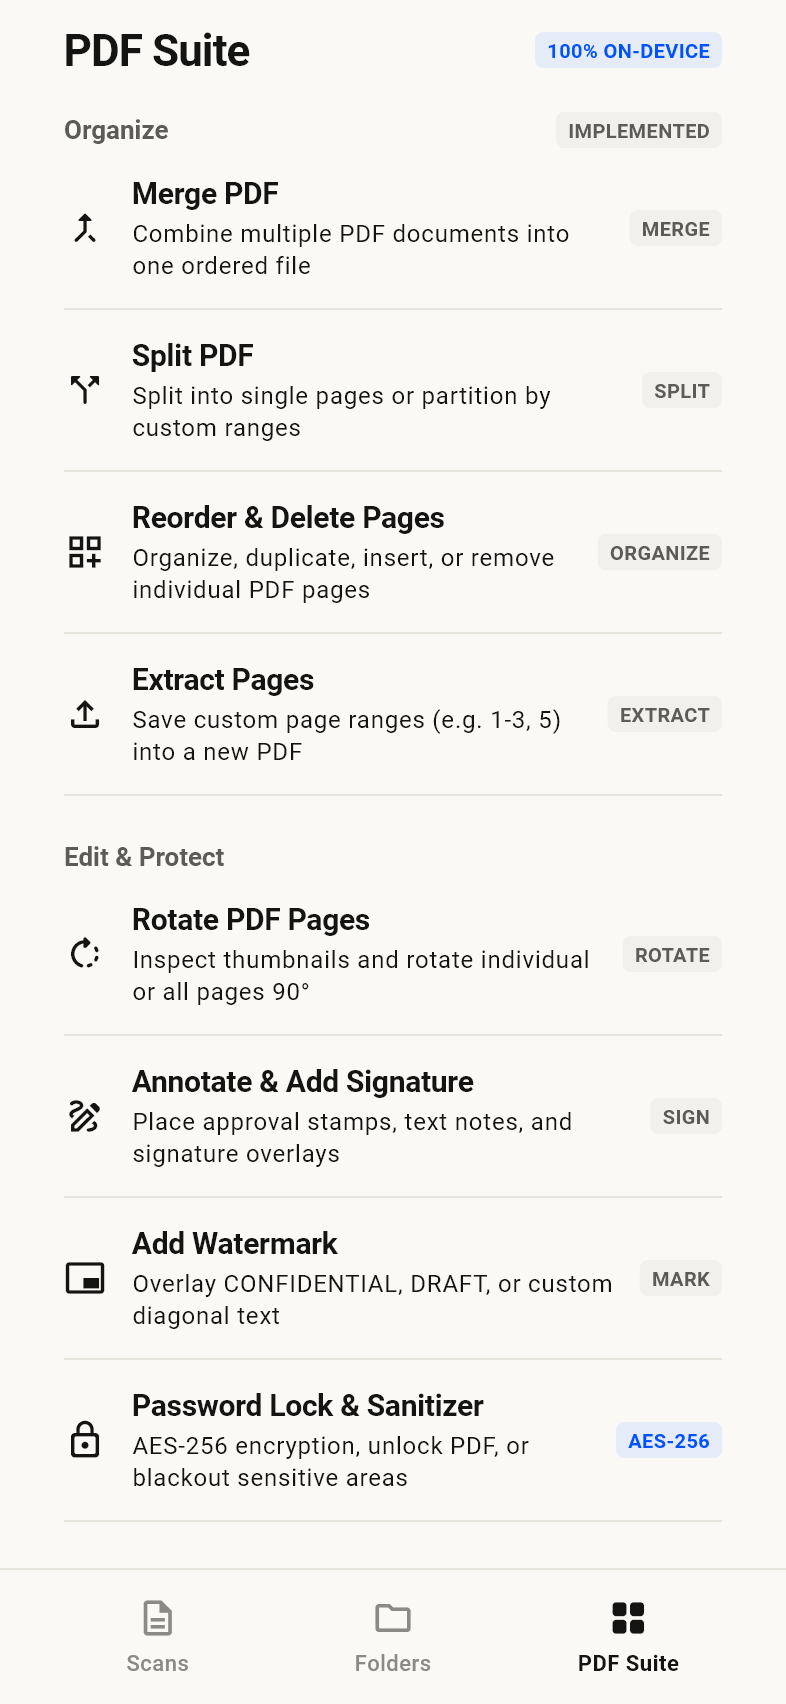 PDF Suite
100% ON-DEVICE
Organize
IMPLEMENTED
Merge PDF
Combine multiple PDF documents into
one ordered file
MERGE
Split PDF
Split into single pages or partition by
custom ranges
SPLIT
Reorder & Delete Pages
Organize, duplicate, insert, or remove
individual PDF pages
ORGANIZE
Extract Pages
Save custom page ranges (e.g. 1-3, 5)
into a new PDF
EXTRACT
Edit & Protect
Rotate PDF Pages
Inspect thumbnails and rotate individual
or all pages 90°
ROTATE
Annotate & Add Signature
Place approval stamps, text notes, and
signature overlays
SIGN
Add Watermark
Overlay CONFIDENTIAL, DRAFT, or custom
diagonal text
MARK
Password Lock & Sanitizer
AES-256 encryption, unlock PDF, or
blackout sensitive areas
AES-256
Scans
Folders
PDF Suite